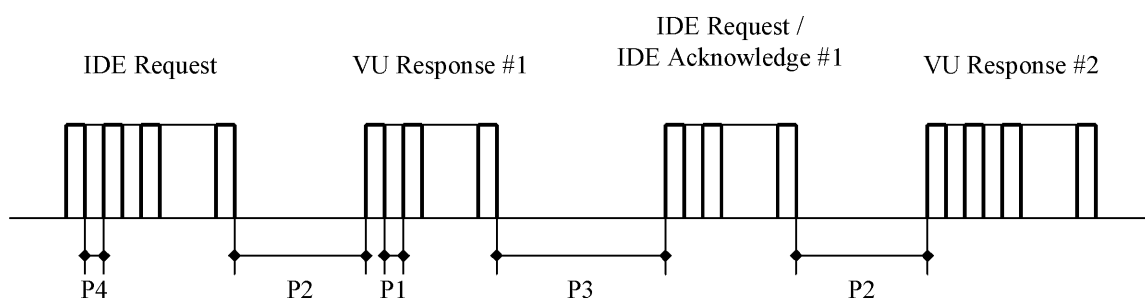 IDE Request
VU Response #1
IDE Request /
IDE Acknowledge #1
VU Response #2
P4
P2
P1
P3
P2